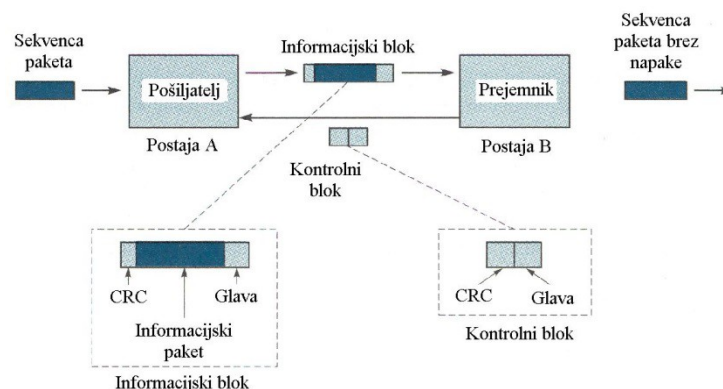 Sekvenca
paketa
Pošiljatelj
Postaja A
Informacijski blok
Kontrolni
blok
Prejemnik
Postaja B
Sekvenca
paketa brez
napake
CRC
Glava
Informacijski
paket
Informacijski blok
CRC
Glava
Kontrolni blok